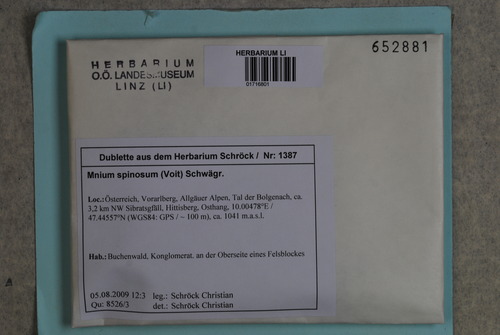 HERBARIUM
O.Ö. LANDESMUSEUM
LINZ (LI)
HERBARIUM LI
01716801
652881
Dublette aus dem Herbarium Schröck / Nr: 1387
Mnium spinosum (Voit) Schwägr.
Loc.:Österreich, Vorarlberg, Allgäuer Alpen, Tal der Bolgenach, ca.
3,2 km NW Sibratsgfäll, Hittisberg, Osthang, 10.00478°E /
47.44557°N (WGS84: GPS / ~ 100 m), ca. 1041 m.a.s.l.
Hab.:Buchenwald, Konglomerat. an der Oberseite eines Felsblockes
05.08.2009 12:3 leg.: Schröck Christian
Qu: 8526/3 det.: Schröck Christian